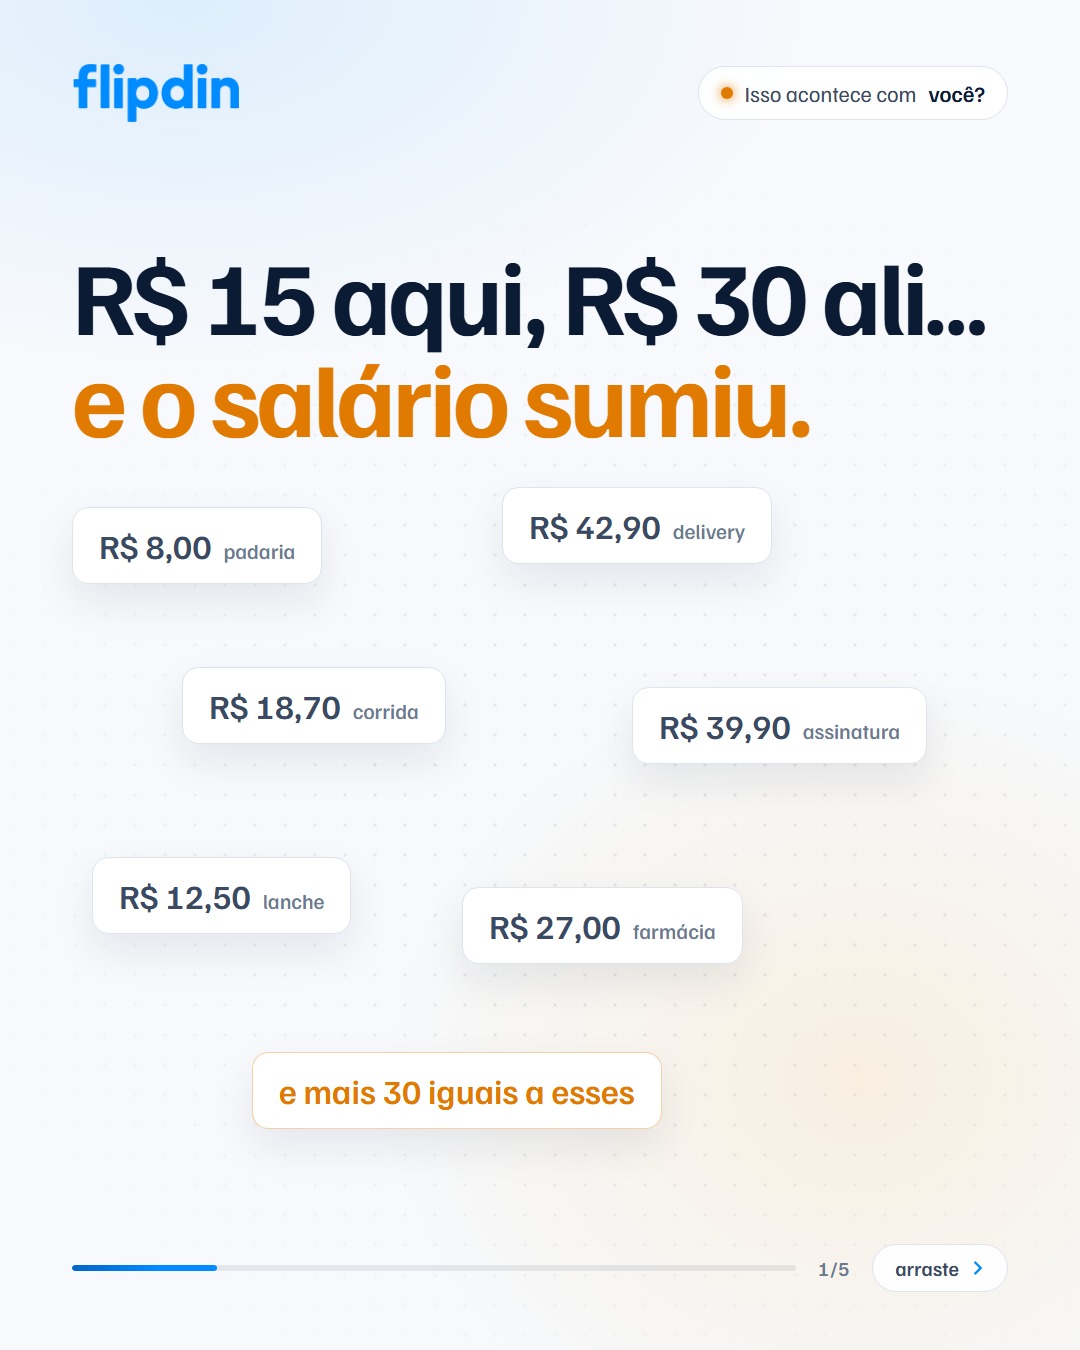 flipdin
Isso acontece com você?
R$ 15 aqui, R$ 30 ali...
e o salário sumiu.
R$ 8,00 padaria
R$ 42,90 delivery
R$ 18,70 corrida
R$ 39,90 assinatura
R$ 12,50 lanche
R$ 27,00 farmácia
e mais 30 iguais a esses
1/5
arraste